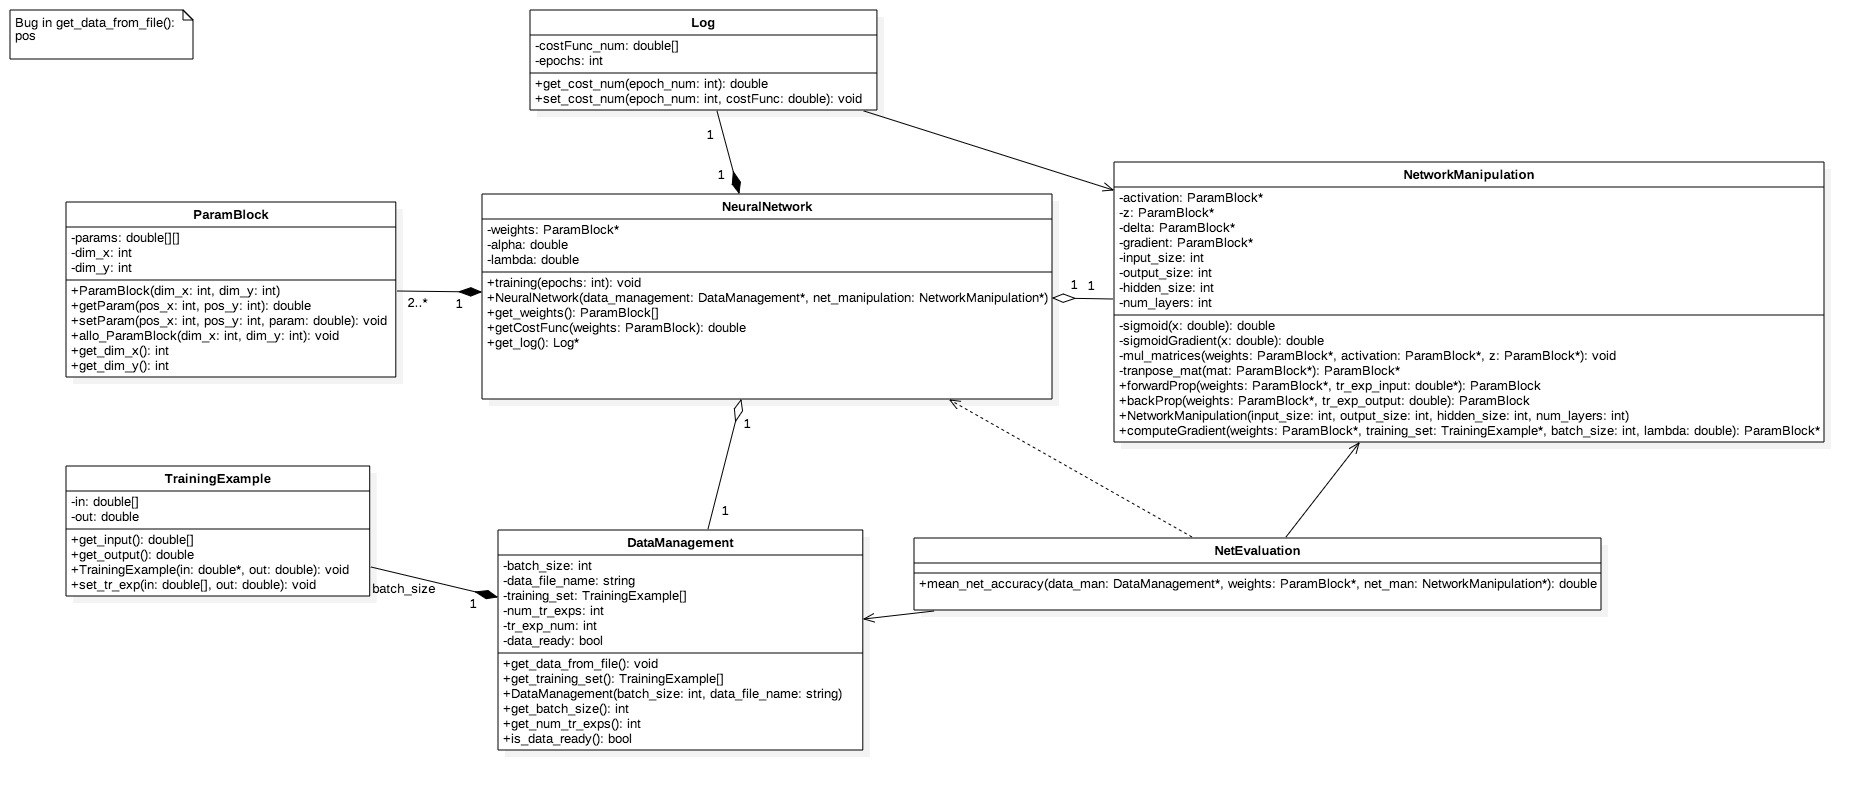 Bug in get_data_from_file():
pos
Log
-costFunc_num: double[]
-epochs: int
+get_cost_num(epoch_num: int): double
+set_cost_num(epoch_num: int, costFunc: double): void
1
1
ParamBlock
-params: double[][]
-dim_x: int
-dim_y: int
+ParamBlock(dim_x: int, dim_y: int)
+getParam(pos_x: int, pos_y: int): double
+setParam(pos_x: int, pos_y: int, param: double): void
+allo_ParamBlock(dim_x: int, dim_y: int): void
+get_dim_x(): int
+get_dim_y(): int
2..*
1
NeuralNetwork
-weights: ParamBlock*
-alpha: double
-lambda: double
+training(epochs: int): void
+NeuralNetwork(data_management: DataManagement*, net_manipulation: NetworkManipulation*)
+get_weights(): ParamBlock[]
+getCostFunc(weights: ParamBlock): double
+get_log(): Log*
1
1
NetworkManipulation
-activation: ParamBlock*
-z: ParamBlock*
-delta: ParamBlock*
-gradient: ParamBlock*
-input_size: int
-output_size: int
-hidden_size: int
-num_layers: int
-sigmoid(x: double): double
-sigmoidGradient(x: double): double
-mul_matrices(weights: ParamBlock*, activation: ParamBlock*, z: ParamBlock*): void
-tranpose_mat(mat: ParamBlock*): ParamBlock*
+forwardProp(weights: ParamBlock*, tr_exp_input: double*): ParamBlock
+backProp(weights: ParamBlock*, tr_exp_output: double): ParamBlock
+NetworkManipulation(input_size: int, output_size: int, hidden_size: int, num_layers: int)
+computeGradient(weights: ParamBlock*, training_set: TrainingExample*, batch_size: int, lambda: double): ParamBlock*
1
1
TrainingExample
-in: double[]
-out: double
+get_input(): double[]
+get_output(): double
+TrainingExample(in: double*, out: double): void
+set_tr_exp(in: double[], out: double): void
batch_size
1
DataManagement
-batch_size: int
-data_file_name: string
-training_set: TrainingExample[]
-num_tr_exps: int
-tr_exp_num: int
-data_ready: bool
+get_data_from_file(): void
+get_training_set(): TrainingExample[]
+DataManagement(batch_size: int, data_file_name: string)
+get_batch_size(): int
+get_num_tr_exps(): int
+is_data_ready(): bool
NetEvaluation
+mean_net_accuracy(data_man: DataManagement*, weights: ParamBlock*, net_man: NetworkManipulation*): double